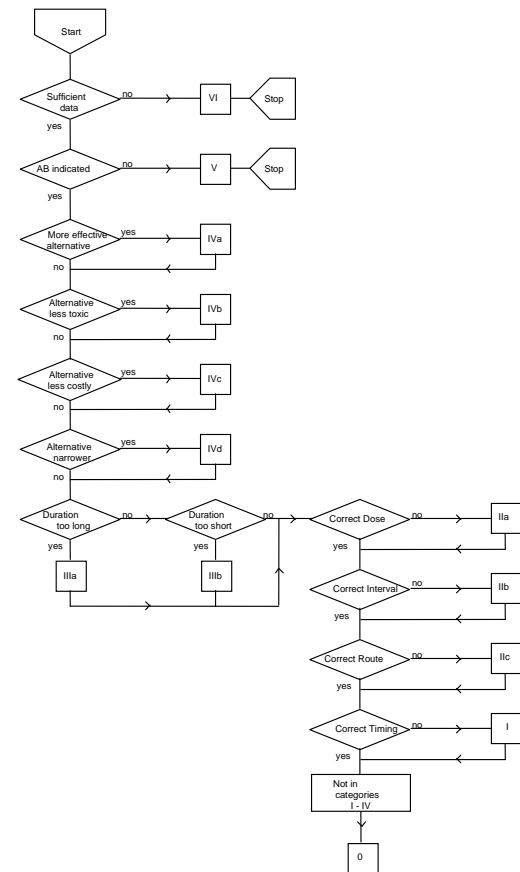 Start
Sufficient
data
no
VI
Stop
yes
AB indicated
no
V
Stop
yes
More effective
alternative
yes
IVa
no
Alternative
less toxic
yes
IVb
no
Alternative
less costly
yes
IVc
no
Alternative
narrower
yes
IVd
no
Duration
too long
no
Duration
too short
no
Correct Dose
no
IIa
yes
IIIa
yes
IIIb
yes
Correct Interval
no
IIb
yes
Correct Route
no
IIc
yes
Correct Timing
no
I
yes
Not in
categories
I - IV
0